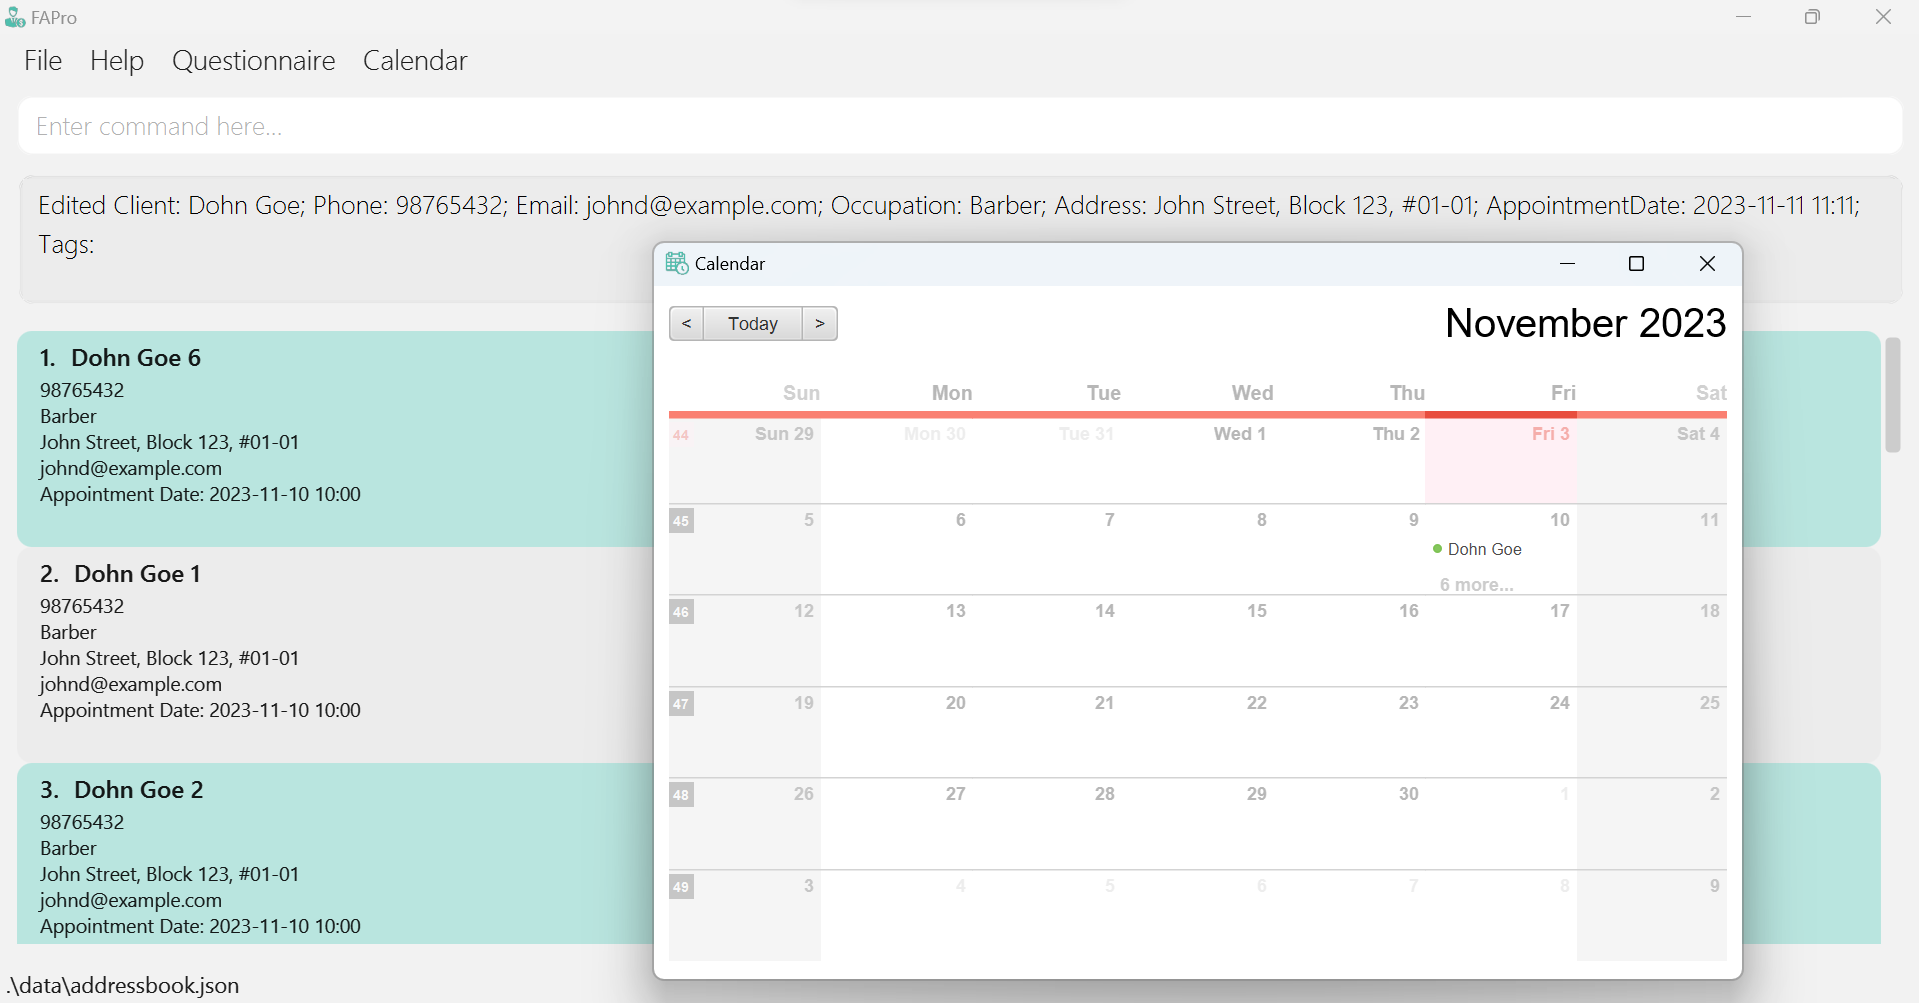 FAPro
File Help Questionnaire Calendar
Enter command here...
Edited Client: Dohn Goe; Phone: 98765432; Email: johnd@example.com; Occupation: Barber; Address: John Street, Block 123, #01-01; AppointmentDate: 2023-11-11 11:11;
Tags:
1. Dohn Goe 6
98765432
Barber
John Street, Block 123, #01-01
johnd@example.com
Appointment Date: 2023-11-10 10:00
2. Dohn Goe 1
98765432
Barber
John Street, Block 123, #01-01
johnd@example.com
Appointment Date: 2023-11-10 10:00
3. Dohn Goe 2
98765432
Barber
John Street, Block 123, #01-01
johnd@example.com
Appointment Date: 2023-11-10 10:00
.\data\addressbook.json
Calendar
< Today >
November 2023
Sun Mon Tue Wed Thu Fri Sat
44 Sun 29 Mon 30 Tue 31 Wed 1 Thu 2 Fri 3 Sat 4
45 5 6 7 8 9 10 11
Dohn Goe
6 more...
46 12 13 14 15 16 17 18
47 19 20 21 22 23 24 25
48 26 27 28 29 30 1 2
49 3 4 5 6 7 8 9